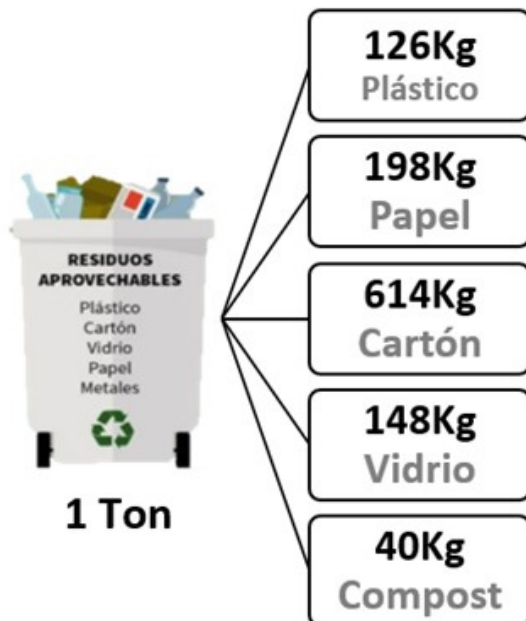 126Kg
Plástico
198Kg
Papel
614Kg
Cartón
148Kg
Vidrio
40Kg
Compost
RESIDUOS
APROVECHABLES
Plástico
Cartón
Vidrio
Papel
Metales
1 Ton